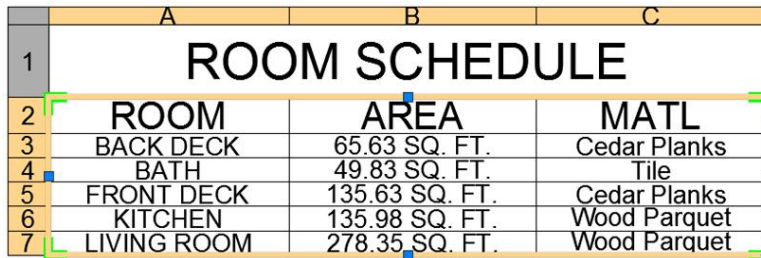 A B C
1 ROOM SCHEDULE
2 ROOM AREA MATL
3 BACK DECK 65.63 SQ. FT. Cedar Planks
4 BATH 49.83 SQ. FT. Tile
5 FRONT DECK 135.63 SQ. FT. Cedar Planks
6 KITCHEN 135.98 SQ. FT. Wood Parquet
7 LIVING ROOM 278.35 SQ. FT. Wood Parquet